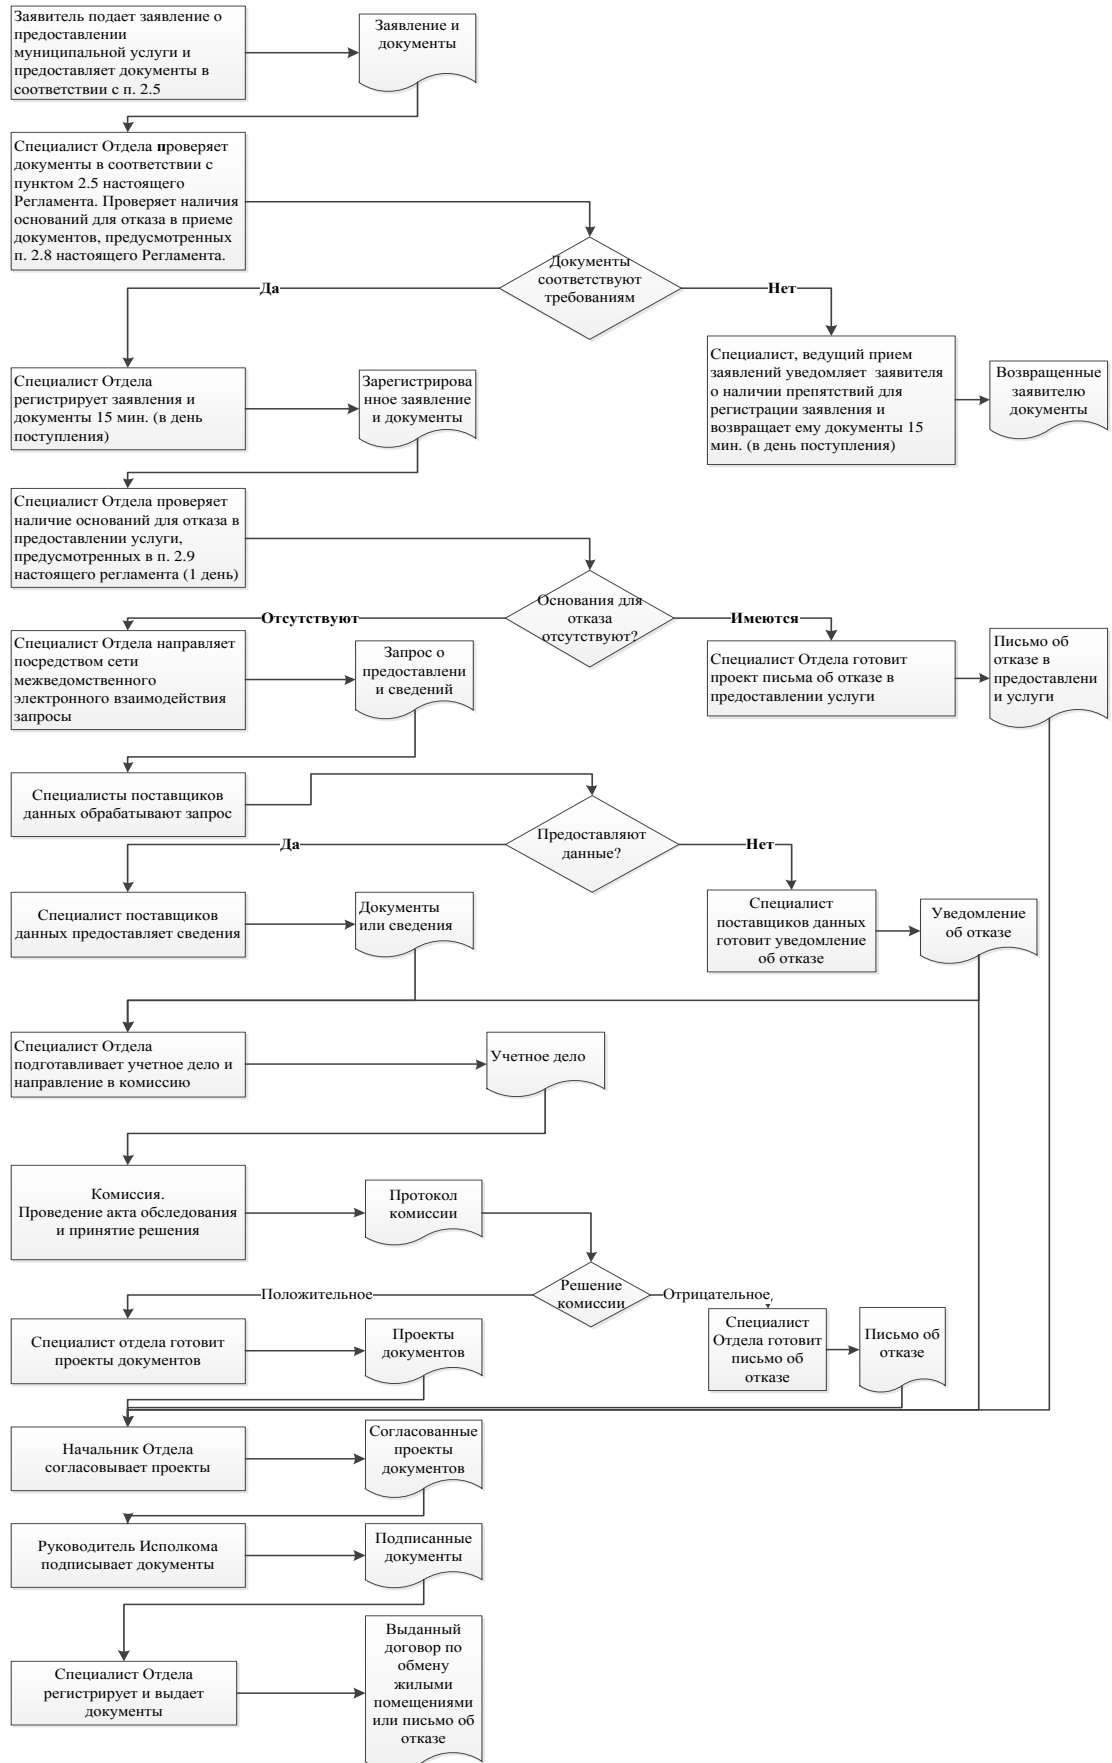 Заявитель подает заявление о
предоставлении
муниципальной услуги и
предоставляет документы в
соответствии с п. 2.5
Заявление и
документы
Специалист Отдела проверяет
документы в соответствии с
пунктом 2.5 настоящего
Регламента. Проверяет наличия
оснований для отказа в приеме
документов, предусмотренных
п. 2.8 настоящего Регламента.
Документы
соответствуют
требованиям
Да
Нет
Специалист Отдела
регистрирует заявления и
документы 15 мин. (в день
поступления)
Зарегистрирова
нное заявление
и документы
Специалист, ведущий прием
заявлений уведомляет заявителя
о наличии препятствий для
регистрации заявления и
возвращает ему документы 15
мин. (в день поступления)
Возвращенные
заявителю
документы
Специалист Отдела проверяет
наличие оснований для отказа в
предоставлении услуги,
предусмотренных в п. 2.9
настоящего регламента (1 день)
Основания для
отказа
отсутствуют?
Отсутствуют
Имеются
Специалист Отдела направляет
посредством сети
межведомственного
электронного взаимодействия
запросы
Запрос о
предоставлени
и сведений
Специалист Отдела готовит
проект письма об отказе в
предоставлении услуги
Письмо об
отказе в
предоставлени
и услуги
Специалисты поставщиков
данных обрабатывают запрос
Предоставляют
данные?
Да
Нет
Специалист поставщиков
данных предоставляет сведения
Документы
или сведения
Специалист
поставщиков данных
готовит уведомление
об отказе
Уведомление
об отказе
Специалист Отдела
подготавливает учетное дело и
направление в комиссию
Учетное дело
Комиссия.
Проведение акта обследования
и принятие решения
Протокол
комиссии
Решение
комиссии
Положительное
Отрицательное
Специалист отдела готовит
проекты документов
Проекты
документов
Специалист
Отдела готовит
письмо об
отказе
Письмо об
отказе
Начальник Отдела
согласовывает проекты
Согласованные
проекты
документов
Руководитель Исполкома
подписывает документы
Подписанные
документы
Специалист Отдела
регистрирует и выдает
документы
Выданный
договор по
обмену
жилыми
помещениями
или письмо об
отказе